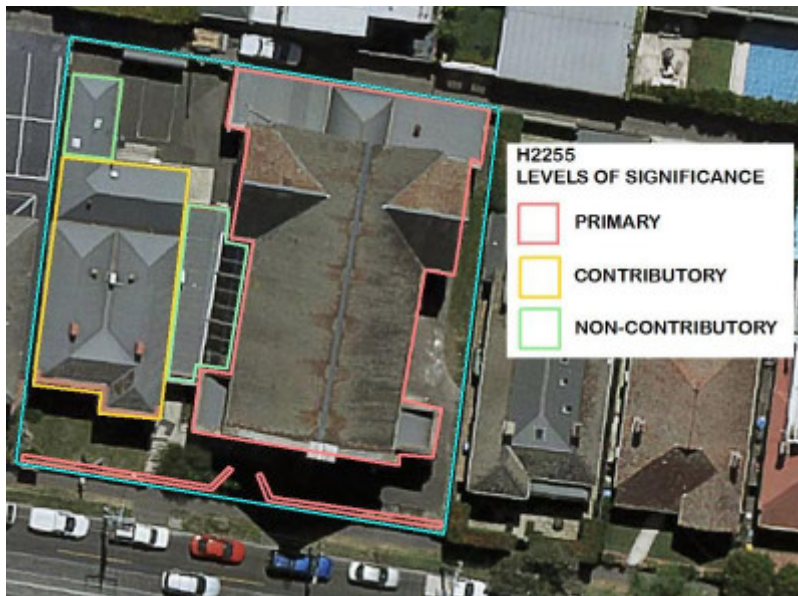 H2255
LEVELS OF SIGNIFICANCE
PRIMARY
CONTRIBUTORY
NON-CONTRIBUTORY